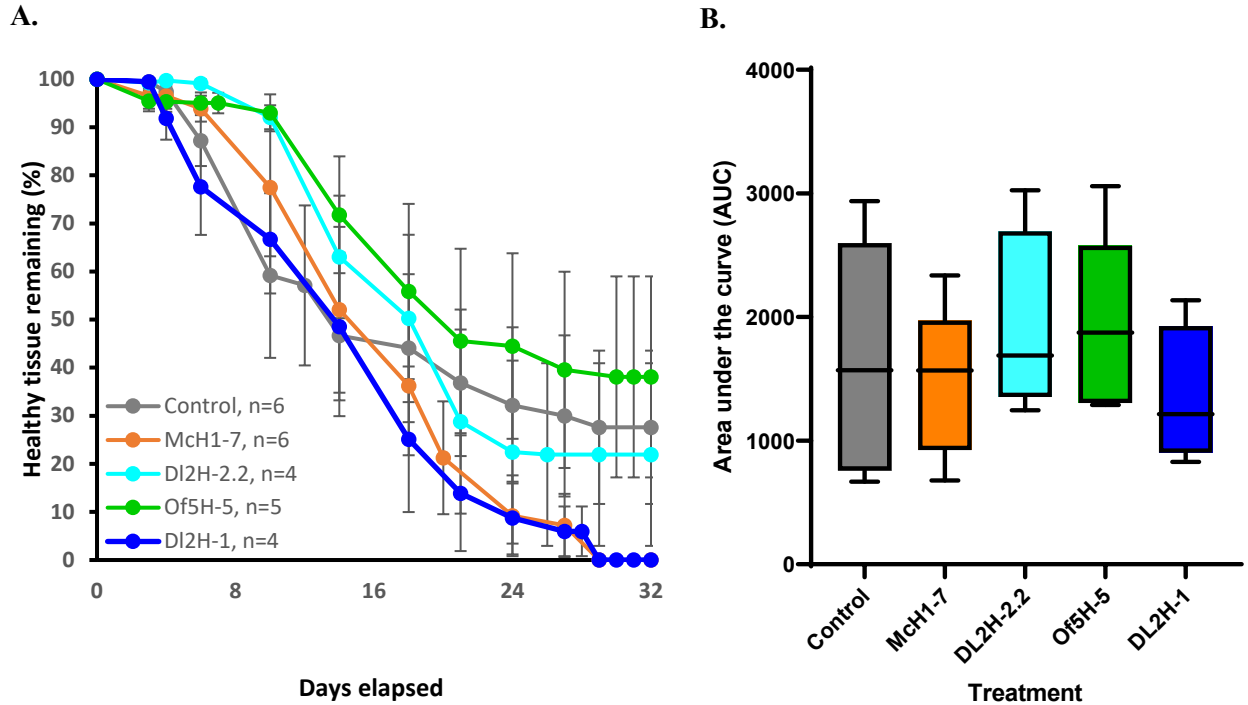 A.
100
90
80
70
60
50
40
30
20
10
0
Healthy tissue remaining (%)
Control, n=6
McH1-7, n=6
Dl2H-2.2, n=4
Of5H-5, n=5
Dl2H-1, n=4
0 8 16 24 32
Days elapsed
B.
4000
3000
2000
1000
0
Area under the curve (AUC)
Control
McH1-7
DL2H-2.2
Of5H-5
DL2H-1
Treatment